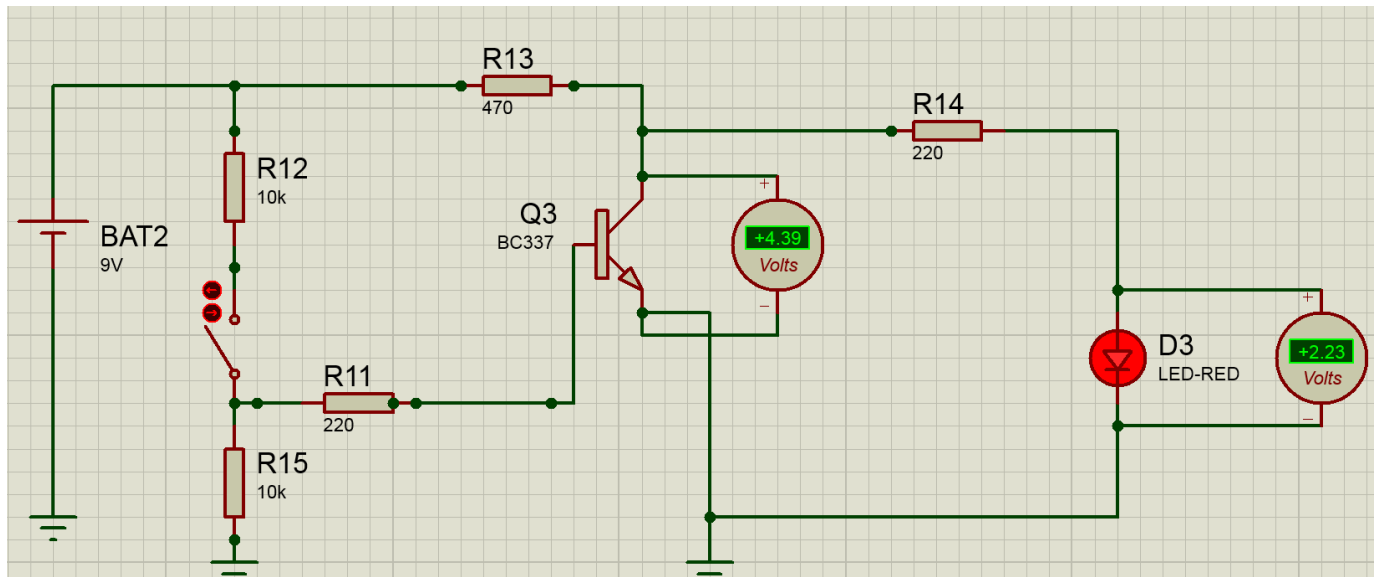 R13
470
R14
220
R12
10k
Q3
BC337
+
+4.39
Volts
−
BAT2
9V
+
+2.23
Volts
−
D3
LED-RED
R11
220
R15
10k